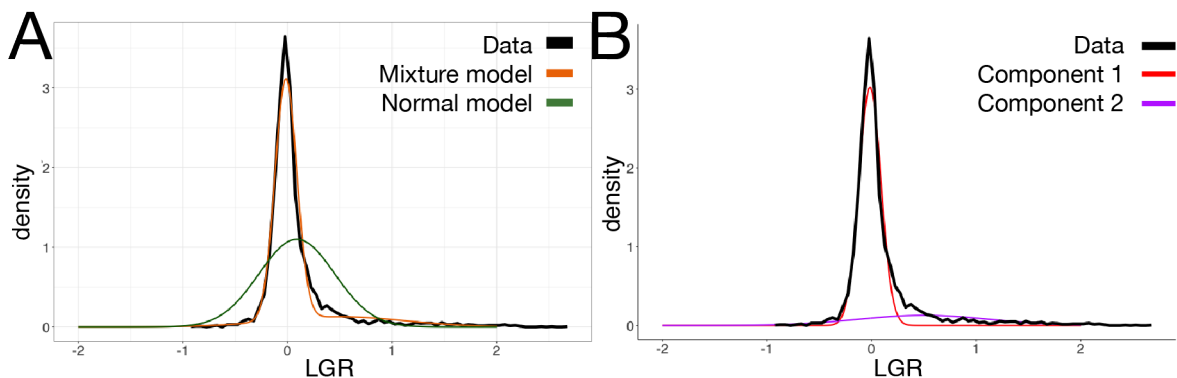 A
Data
Mixture model
Normal model
density
3
2
1
0
-2
-1
0
1
2
LGR
B
Data
Component 1
Component 2
density
3
2
1
0
-2
-1
0
1
2
LGR